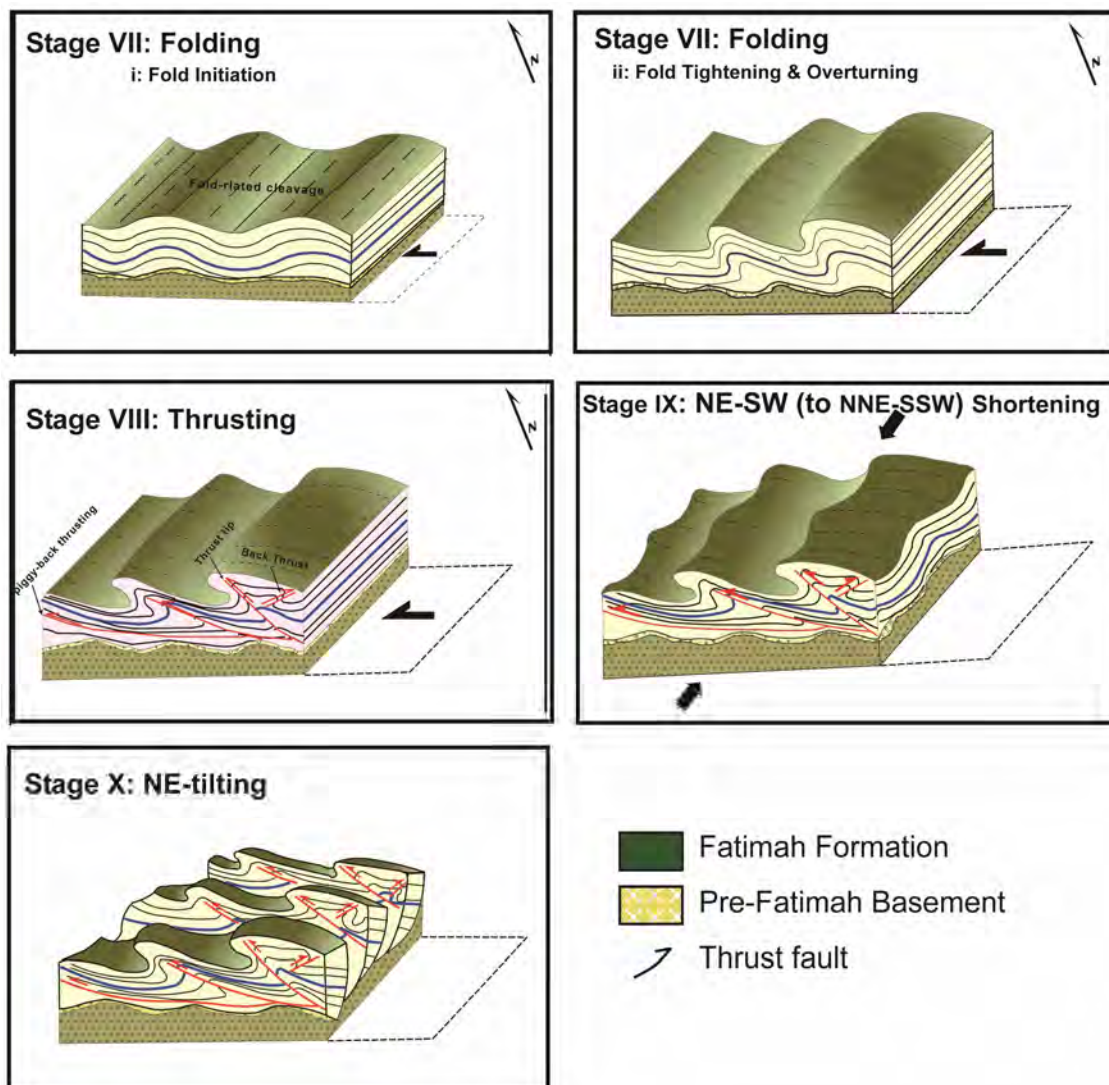 Stage VII: Folding
i: Fold Initiation
N
Fold-rlated cleavage
Stage VII: Folding
ii: Fold Tightening & Overturning
N
Stage VIII: Thrusting
N
piggy-back thrusting
Thrust tip
Back Thrust
Stage IX: NE-SW (to NNE-SSW) Shortening
Stage X: NE-tilting
Fatimah Formation
Pre-Fatimah Basement
Thrust fault